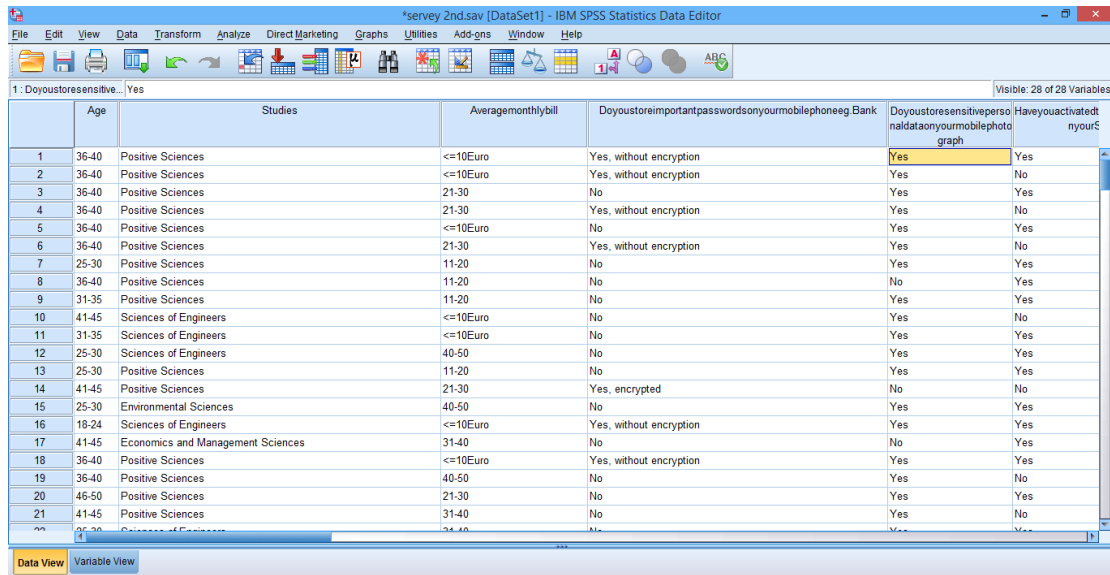 *servey 2nd.sav [DataSet1] - IBM SPSS Statistics Data Editor
File Edit View Data Transform Analyze Direct Marketing Graphs Utilities Add-ons Window Help
1 : Doyoustoresensitive... Yes Visible: 28 of 28 Variables
Age Studies Averagemonthlybill Doyoustoreimportantpasswordsonyourmobilephoneeg.Bank Doyoustoresensitiveperso Haveyouactivatedt
naldataonyourmobilephoto nyourS
graph
1 36-40 Positive Sciences <=10Euro Yes, without encryption Yes Yes
2 36-40 Positive Sciences <=10Euro Yes, without encryption Yes No
3 36-40 Positive Sciences 21-30 No Yes Yes
4 36-40 Positive Sciences 21-30 Yes, without encryption Yes No
5 36-40 Positive Sciences <=10Euro No Yes No
6 36-40 Positive Sciences 21-30 Yes, without encryption Yes No
7 25-30 Positive Sciences 11-20 No Yes Yes
8 36-40 Positive Sciences 11-20 No No Yes
9 31-35 Positive Sciences 11-20 No Yes Yes
10 41-45 Sciences of Engineers <=10Euro No Yes No
11 31-35 Sciences of Engineers <=10Euro No Yes Yes
12 25-30 Sciences of Engineers 40-50 No Yes Yes
13 25-30 Positive Sciences 11-20 No Yes Yes
14 41-45 Positive Sciences 21-30 Yes, encrypted No No
15 25-30 Environmental Sciences 40-50 No Yes Yes
16 18-24 Sciences of Engineers <=10Euro Yes, without encryption Yes Yes
17 41-45 Economics and Management Sciences 31-40 No No Yes
18 36-40 Positive Sciences <=10Euro Yes, without encryption Yes Yes
19 36-40 Positive Sciences 40-50 No Yes No
20 46-50 Positive Sciences 21-30 No Yes Yes
21 41-45 Positive Sciences 31-40 No Yes No
Data View Variable View